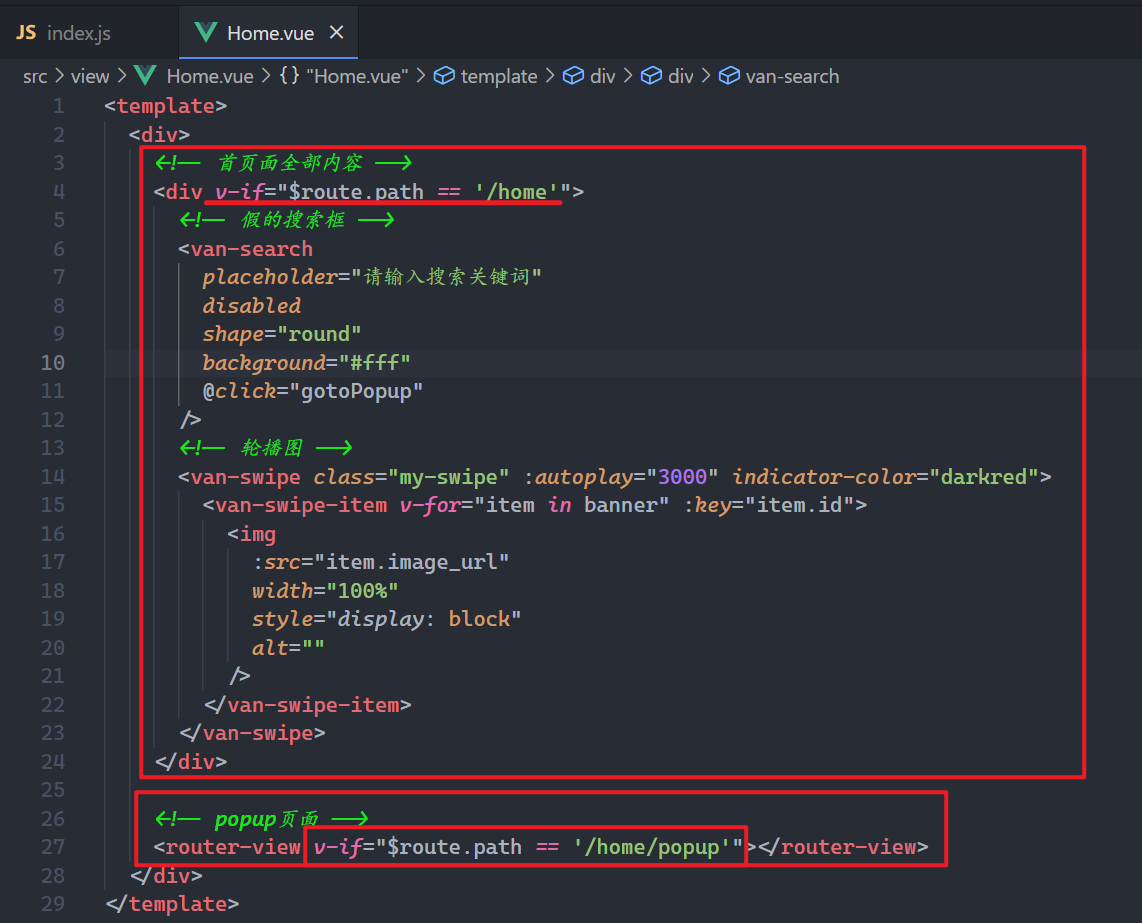 JS index.js Home.vue ×
src > view > Home.vue > {} "Home.vue" > template > div > div > van-search
1 <template>
2 <div>
3 <!-- 首页面全部内容 -->
4 <div v-if="$route.path == '/home'">
5 <!-- 假的搜索框 -->
6 <van-search
7 placeholder="请输入搜索关键词"
8 disabled
9 shape="round"
10 background="#fff"
11 @click="gotoPopup"
12 />
13 <!-- 轮播图 -->
14 <van-swipe class="my-swipe" :autoplay="3000" indicator-color="darkred">
15 <van-swipe-item v-for="item in banner" :key="item.id">
16 <img
17 :src="item.image_url"
18 width="100%"
19 style="display: block"
20 alt=""
21 />
22 </van-swipe-item>
23 </van-swipe>
24 </div>
25
26 <!-- popup页面 -->
27 <router-view v-if="$route.path == '/home/popup'"></router-view>
28 </div>
29 </template>